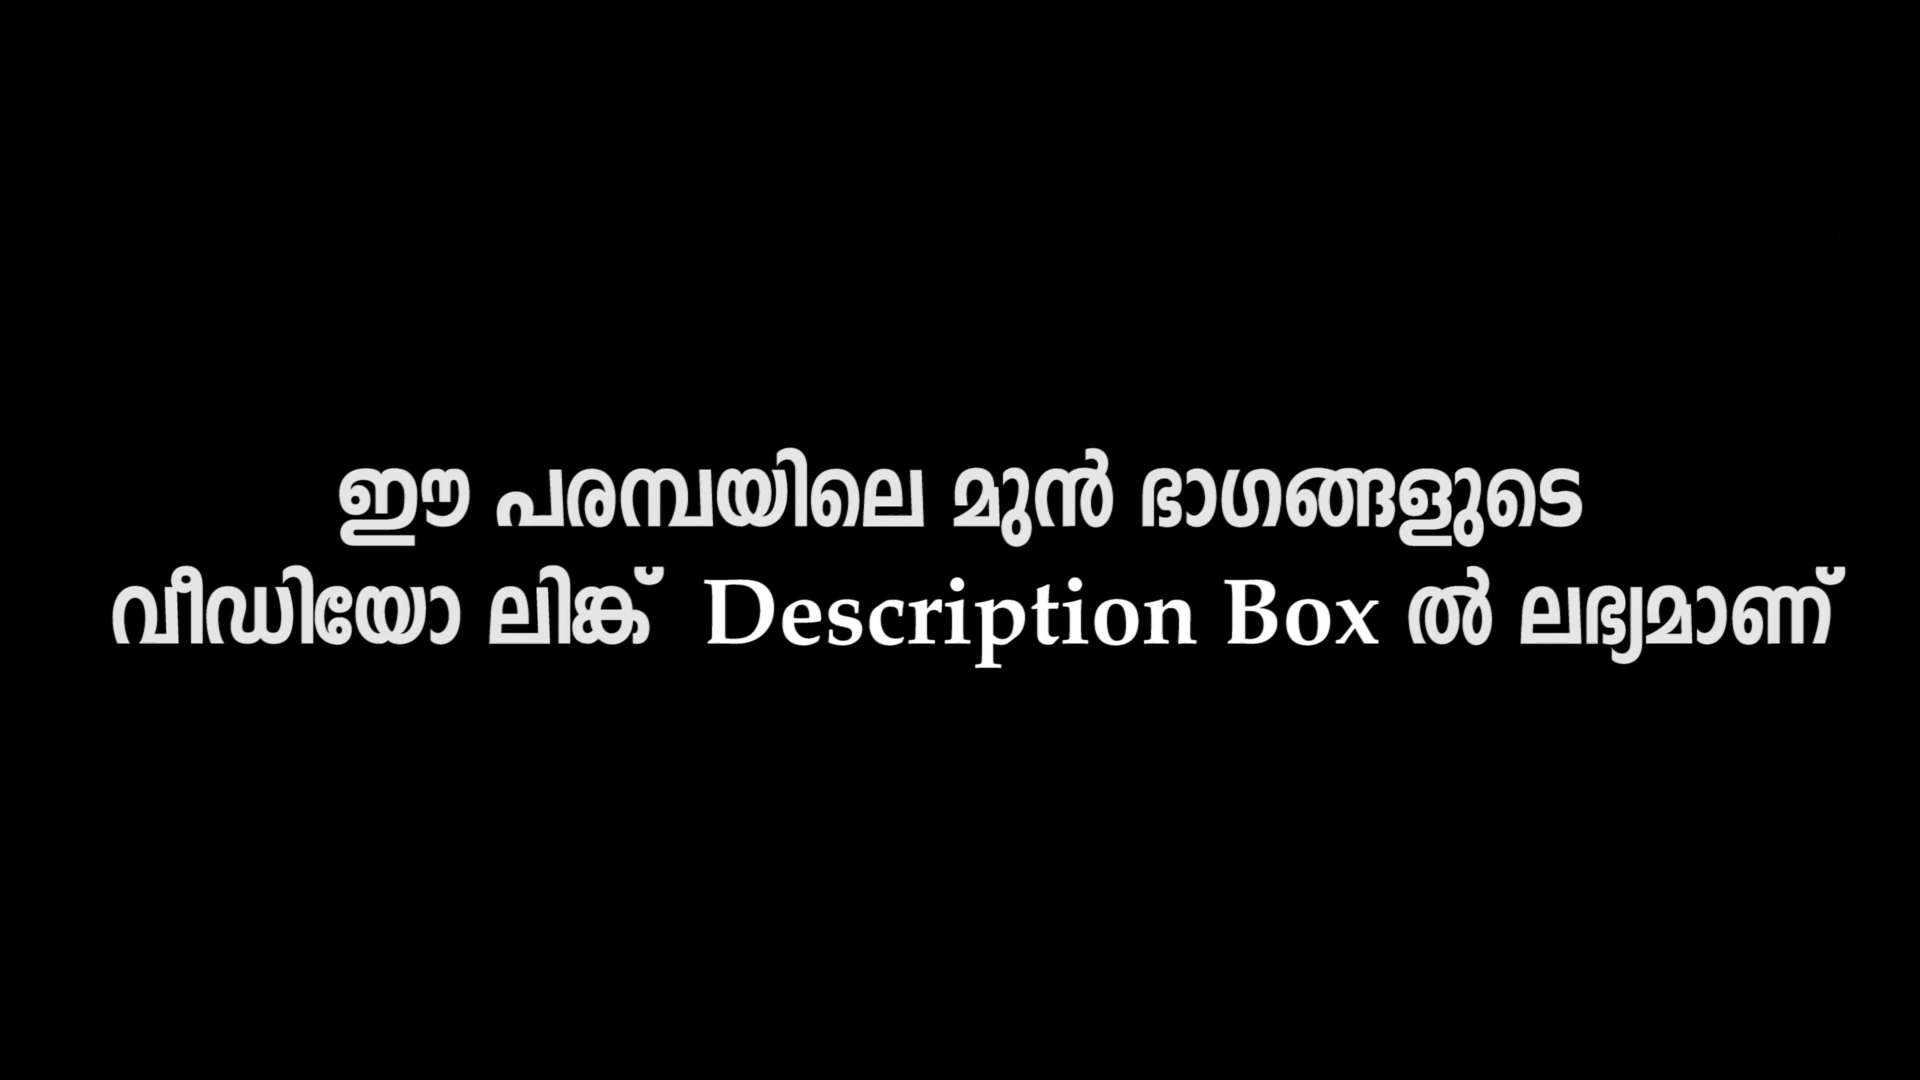 ഈ പരമ്പയിലെ മുൻ ഭാഗങ്ങളുടെ
വീഡിയോ ലിങ്ക് Description Box ൽ ലഭ്യമാണ്